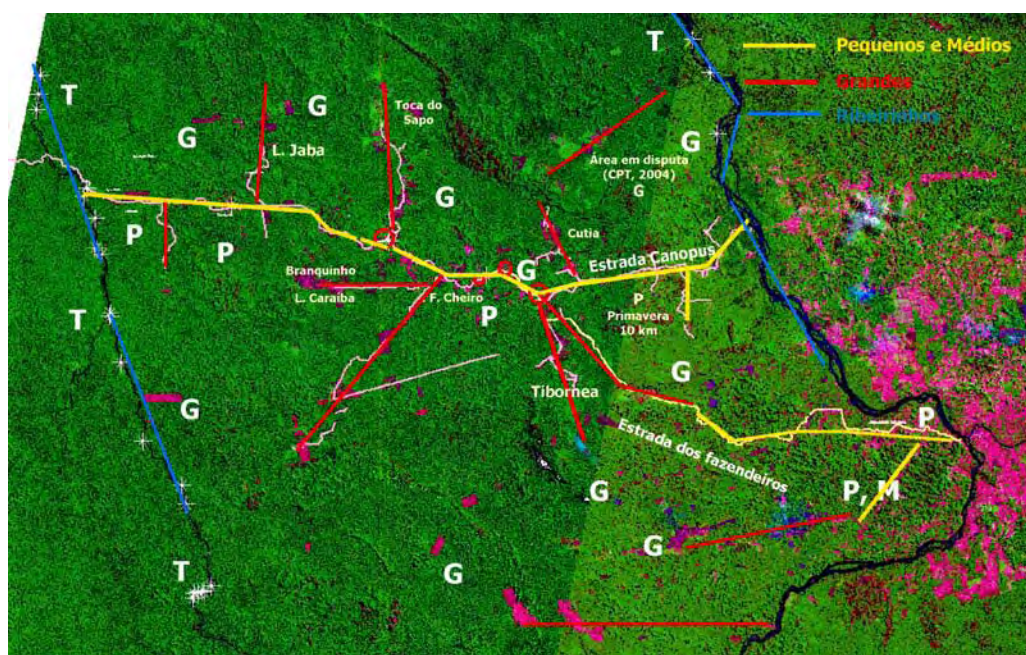 T
Pequenos e Médios
Grandes
Ribeirinhos
T
G
G
Toca do
Sapo
L. Jaba
G
Área em disputa
(CPT, 2004)
G
G
P
P
Cutia
Estrada Canopus
Branquinho
L. Caraíba
F. Cheiro
G
P
P
Primavera
10 km
T
G
Tibornea
G
Estrada dos fazendeiros
P
P, M
G
G
G
T